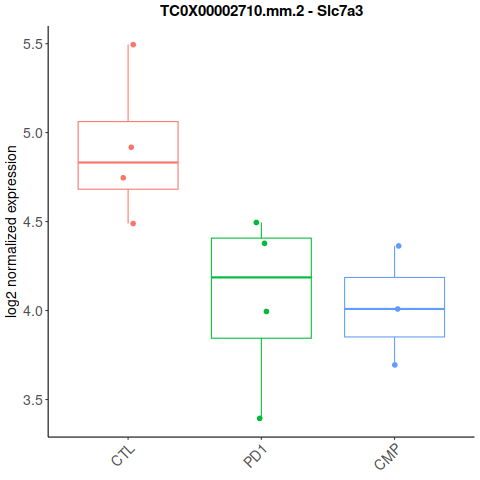 TC0X00002710.mm.2 - Slc7a3
log2 normalized expression
5.5
5.0
4.5
4.0
3.5
CTL
PD1
CMP